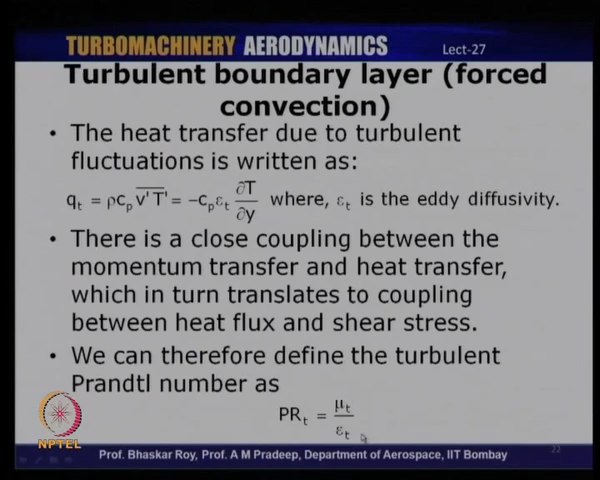 TURBOMACHINERY AERODYNAMICS Lect-27
Turbulent boundary layer (forced
convection)
• The heat transfer due to turbulent
fluctuations is written as:
qₜ = ρcₚ v'T' = −cₚεₜ ∂T/∂y where, εₜ is the eddy diffusivity.
• There is a close coupling between the
momentum transfer and heat transfer,
which in turn translates to coupling
between heat flux and shear stress.
• We can therefore define the turbulent
Prandtl number as
PRₜ = μₜ/εₜ
NPTEL
Prof. Bhaskar Roy, Prof. A M Pradeep, Department of Aerospace, IIT Bombay 22